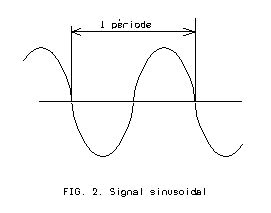 1 période
FIG. 2. Signal sinusoidal